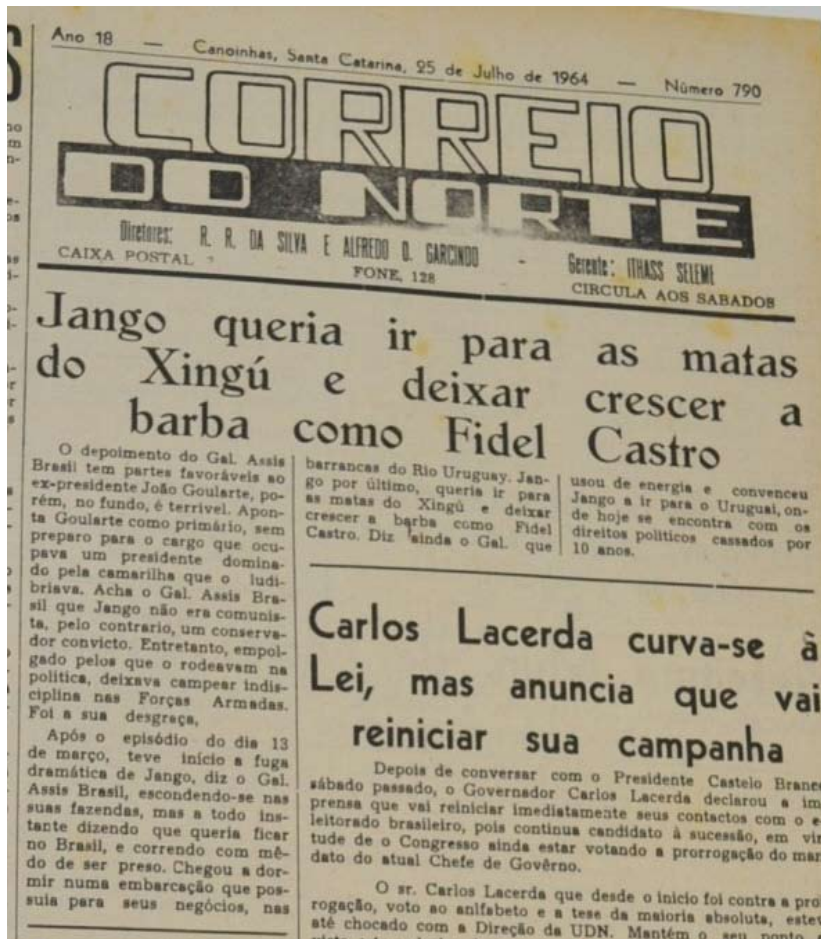 Ano 18 — Canoinhas, Santa Catarina, 25 de Julho de 1964 — Número 790
CORREIO
DO NORTE
Diretores: R. R. DA SILVA E ALFREDO O. GARCINDO - Gerente: ITHASS SELEME
CAIXA POSTAL FONE, 128 CIRCULA AOS SABADOS
Jango queria ir para as matas
do Xingú e deixar crescer a
barba como Fidel Castro
O depoimento do Gal. Assis
Brasil tem partes favoráveis ao
ex-presidente João Goularte, po-
rém, no fundo, é terrivel. Apon-
ta Goularte como primário, sem
preparo para o cargo que ocu-
pava um presidente domina-
do pela camarilha que o ludi-
briava. Acha o Gal. Assis Bra-
sil que Jango não era comunis-
ta, pelo contrario, um conserva-
dor convicto. Entretanto, empol-
gado pelos que o rodeavam na
politica, deixava campear indis-
ciplina nas Forças Armadas.
Foi a sua desgraça,
Após o episódio do dia 13
de março, teve início a fuga
dramática de Jango, diz o Gal.
Assis Brasil, escondendo-se nas
suas fazendas, mas a todo ins-
tante dizendo que queria ficar
no Brasil, e correndo com mê-
do de ser preso. Chegou a dor-
mir numa embarcação que pos-
suia para seus negócios, nas
barrancas do Rio Uruguay. Jan-
go por último, queria ir para
as matas do Xingú e deixar
crescer a barba como Fidel
Castro. Diz ainda o Gal. que
usou de energia e convenceu
Jango a ir para o Uruguai, on-
de hoje se encontra com os
direitos politicos cassados por
10 anos.
Carlos Lacerda curva-se à
Lei, mas anuncia que vai
reiniciar sua campanha
Depois de conversar com o Presidente Castelo Branc
sábado passado, o Governador Carlos Lacerda declarou a im
prensa que vai reiniciar imediatamente seus contactos com o e
leitorado brasileiro, pois continua candidato à sucessão, em vir
tude de o Congresso ainda estar votando a prorrogação do man
dato do atual Chefe de Govêrno.
O sr. Carlos Lacerda que desde o inicio foi contra a pro
rogação, voto ao anlfabeto e a tese da maioria absoluta, estev
até chocado com a Direção da UDN. Mantém o seu ponto